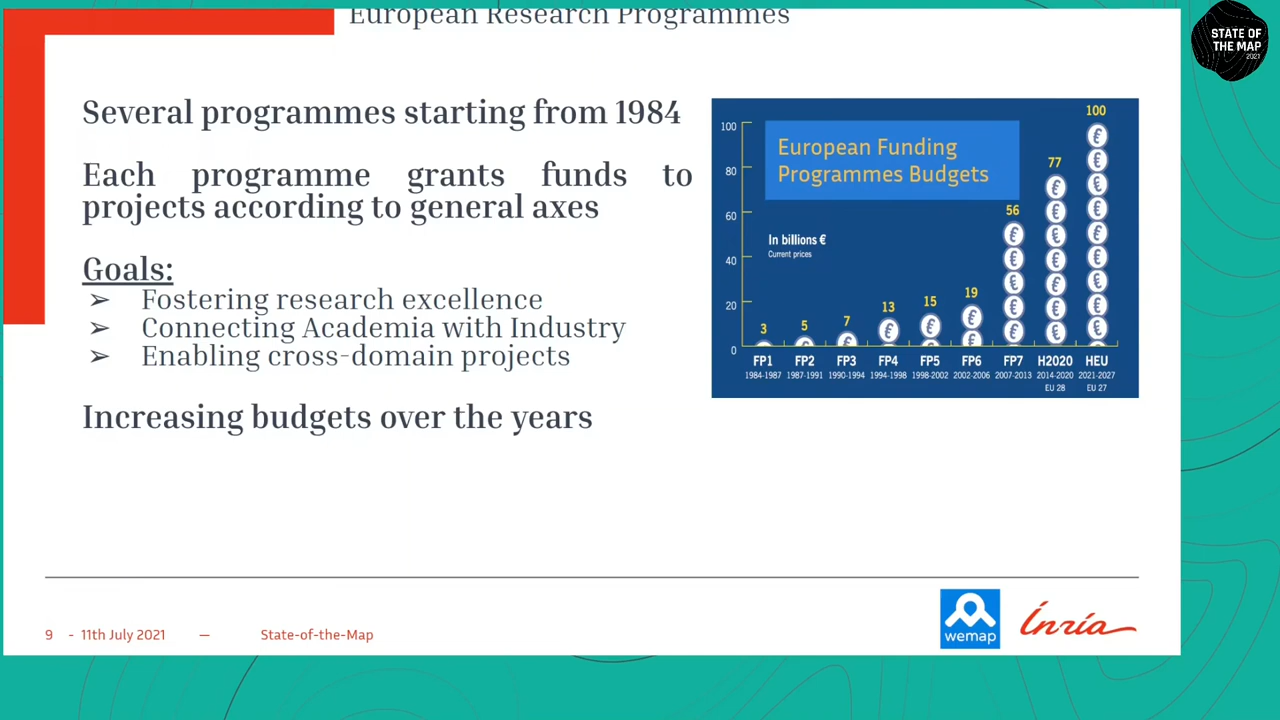 European Research Programmes
STATE OF
THE MAP
2021
Several programmes starting from 1984
Each programme grants funds to
projects according to general axes
Goals:
➢ Fostering research excellence
➢ Connecting Academia with Industry
➢ Enabling cross-domain projects
Increasing budgets over the years
European Funding
Programmes Budgets
In billions €
Current prices
100
80
60
40
20
0
3
5
7
13
15
19
56
77
100
FP1 FP2 FP3 FP4 FP5 FP6 FP7 H2020 HEU
1984-1987 1987-1991 1990-1994 1994-1998 1998-2002 2002-2006 2007-2013 2014-2020 2021-2027
EU 28 EU 27
9 - 11th July 2021 — State-of-the-Map
wemap
Inría